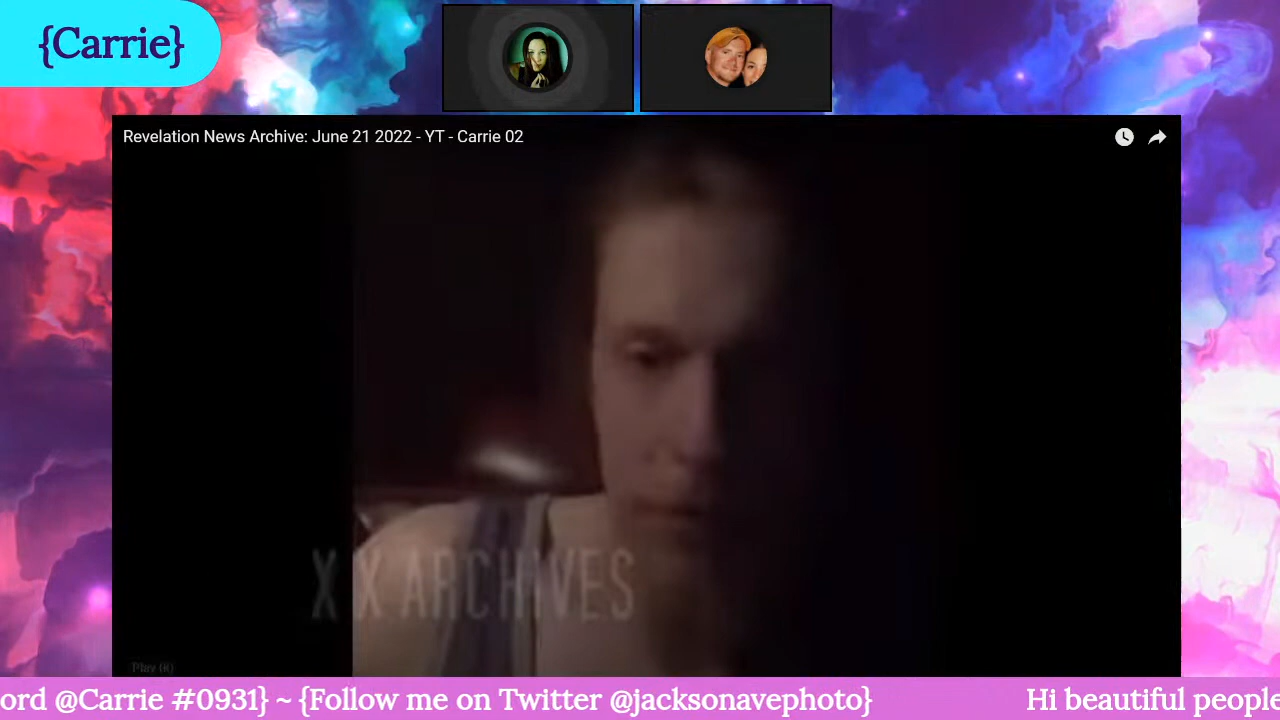 {Carrie}
Revelation News Archive: June 21 2022 - YT - Carrie 02
X X ARCHIVES
Play (k)
ord @Carrie #0931} ~ {Follow me on Twitter @jacksonavephoto} Hi beautiful people